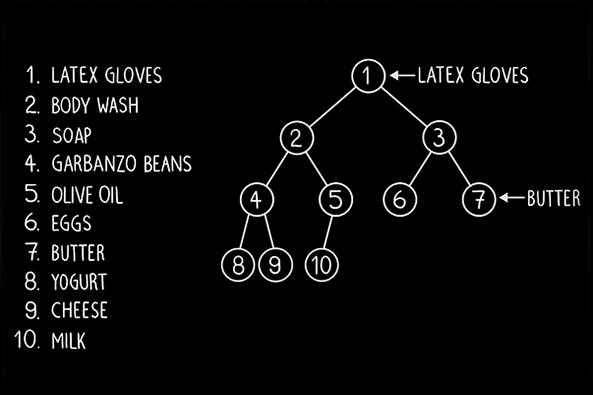 1. LATEX GLOVES
2. BODY WASH
3. SOAP
4. GARBANZO BEANS
5. OLIVE OIL
6. EGGS
7. BUTTER
8. YOGURT
9. CHEESE
10. MILK
1 ← LATEX GLOVES
2 3
4 5 6 7 ← BUTTER
8 9 10